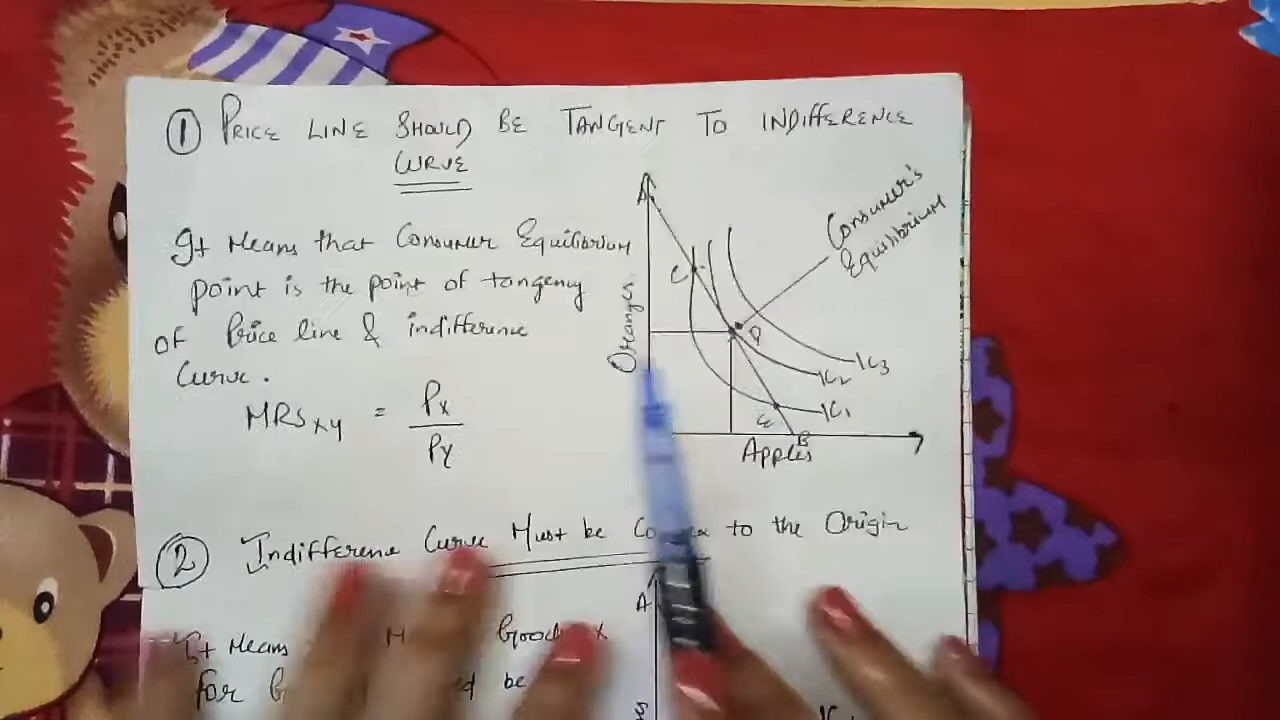 ① PRICE LINE SHOULD BE TANGENT TO INDIFFERENCE
CURVE
It Means that Consumer Equilibrium
point is the point of tangency
of Price line & indifference
Curve.
MRSxy = Px
Py
A
C
Q
E
B
Oranges
Apples
Consumer's
Equilibrium
IC3
IC2
IC1
② Indifference Curve Must be to the Origin
It Means Good x
for be
A